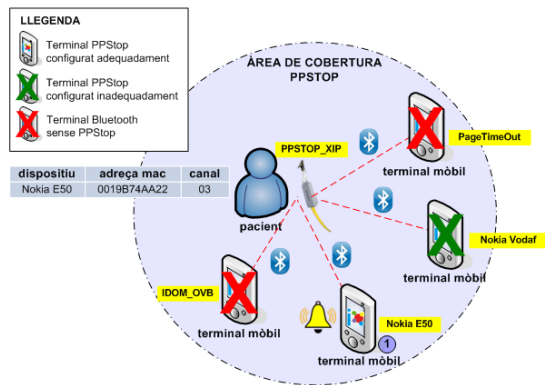 LLEGENDA
Terminal PPStop
configurat adequadament
Terminal PPStop
configurat inadequadament
Terminal Bluetooth
sense PPStop
ÀREA DE COBERTURA
PPSTOP
PPSTOP_XIP
PageTimeOut
terminal mòbil
dispositiu adreça mac canal
Nokia E50 0019B74AA22 03
pacient
Nokia Vodaf
terminal mòbil
IDOM_OVB
terminal mòbil
Nokia E50
1
terminal mòbil